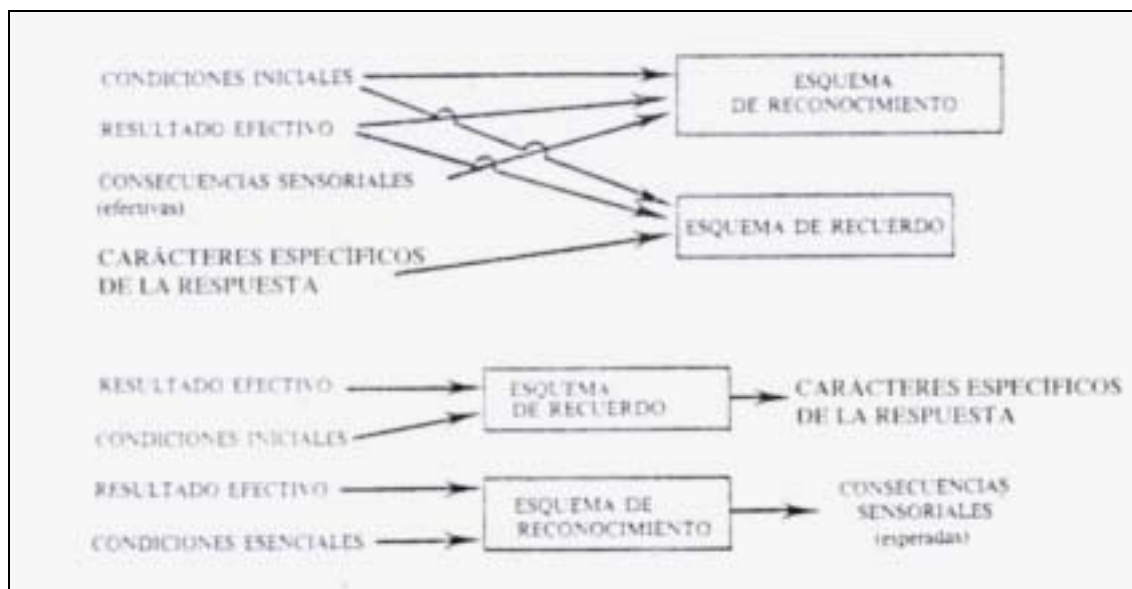 CONDICIONES INICIALES
ESQUEMA
DE RECONOCIMIENTO
RESULTADO EFECTIVO
CONSECUENCIAS SENSORIALES
(efectivas)
ESQUEMA DE RECUERDO
CARÁCTERES ESPECÍFICOS
DE LA RESPUESTA
RESULTADO EFECTIVO
ESQUEMA
DE RECUERDO
CARÁCTERES ESPECÍFICOS
DE LA RESPUESTA
CONDICIONES INICIALES
RESULTADO EFECTIVO
ESQUEMA DE
RECONOCIMIENTO
CONSECUENCIAS
SENSORIALES
(esperadas)
CONDICIONES ESENCIALES